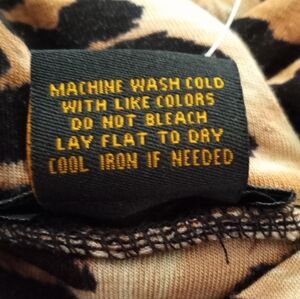 MACHINE WASH COLD
WITH LIKE COLORS
DO NOT BLEACH
LAY FLAT TO DRY
COOL IRON IF NEEDED